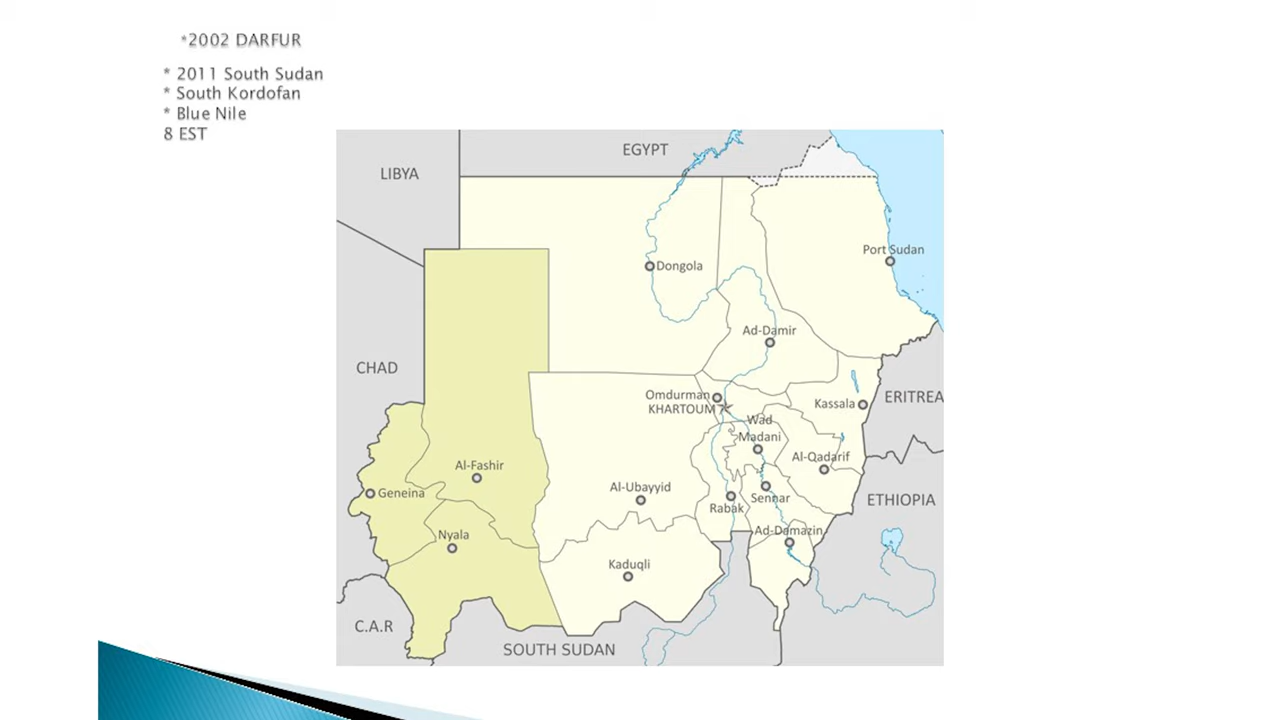 *2002 DARFUR
* 2011 South Sudan
* South Kordofan
* Blue Nile
8 EST
EGYPT
LIBYA
Port Sudan
Dongola
Ad-Damir
CHAD
Omdurman
KHARTOUM
Kassala
ERITREA
Wad
Madani
Al-Qadarif
Al-Fashir
Geneina
Al-Ubayyid
Rabak
Sennar
ETHIOPIA
Nyala
Ad-Damazin
Kaduqli
C.A.R
SOUTH SUDAN